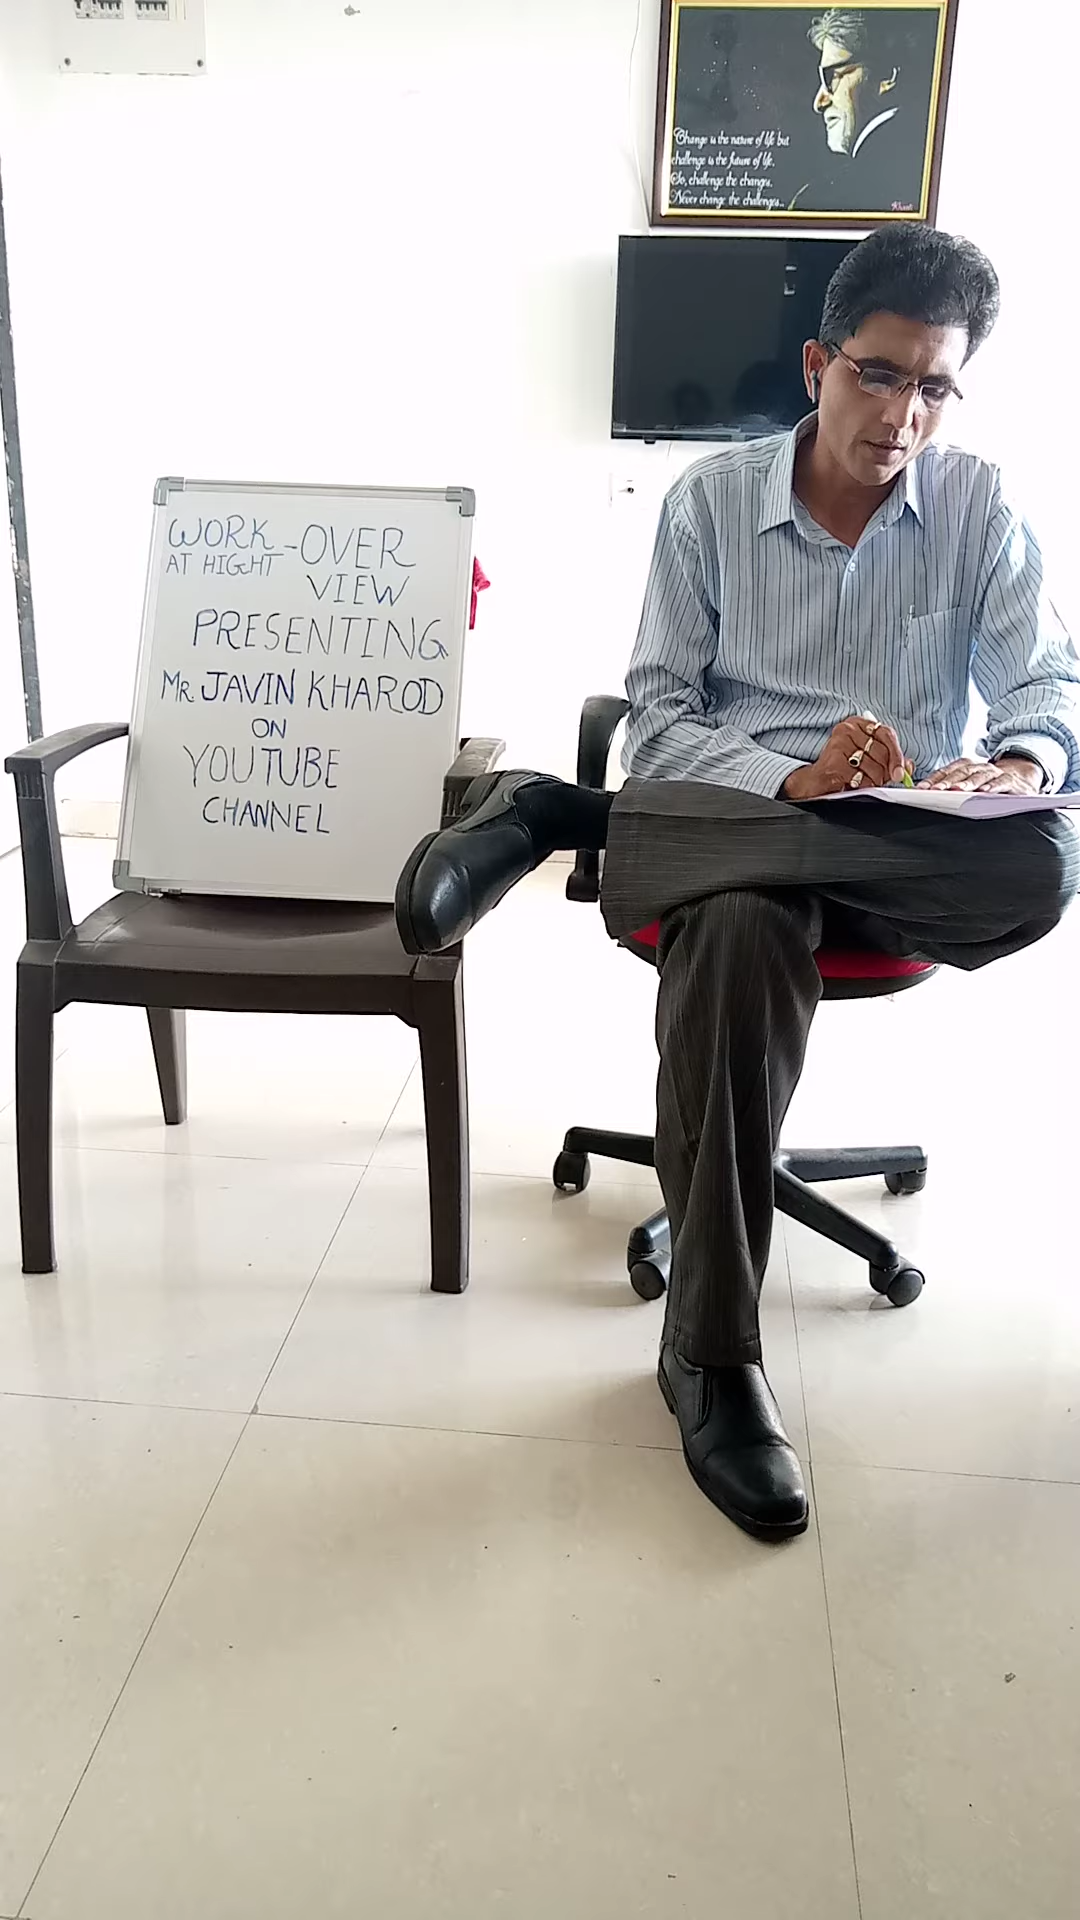 Change is the nature of life but
challenge is the future of life.
So, challenge the changes.
Never change the challenges..
WORK - OVER
AT HIGHT VIEW
PRESENTING
MR. JAVIN KHAROD
ON
YOUTUBE
CHANNEL